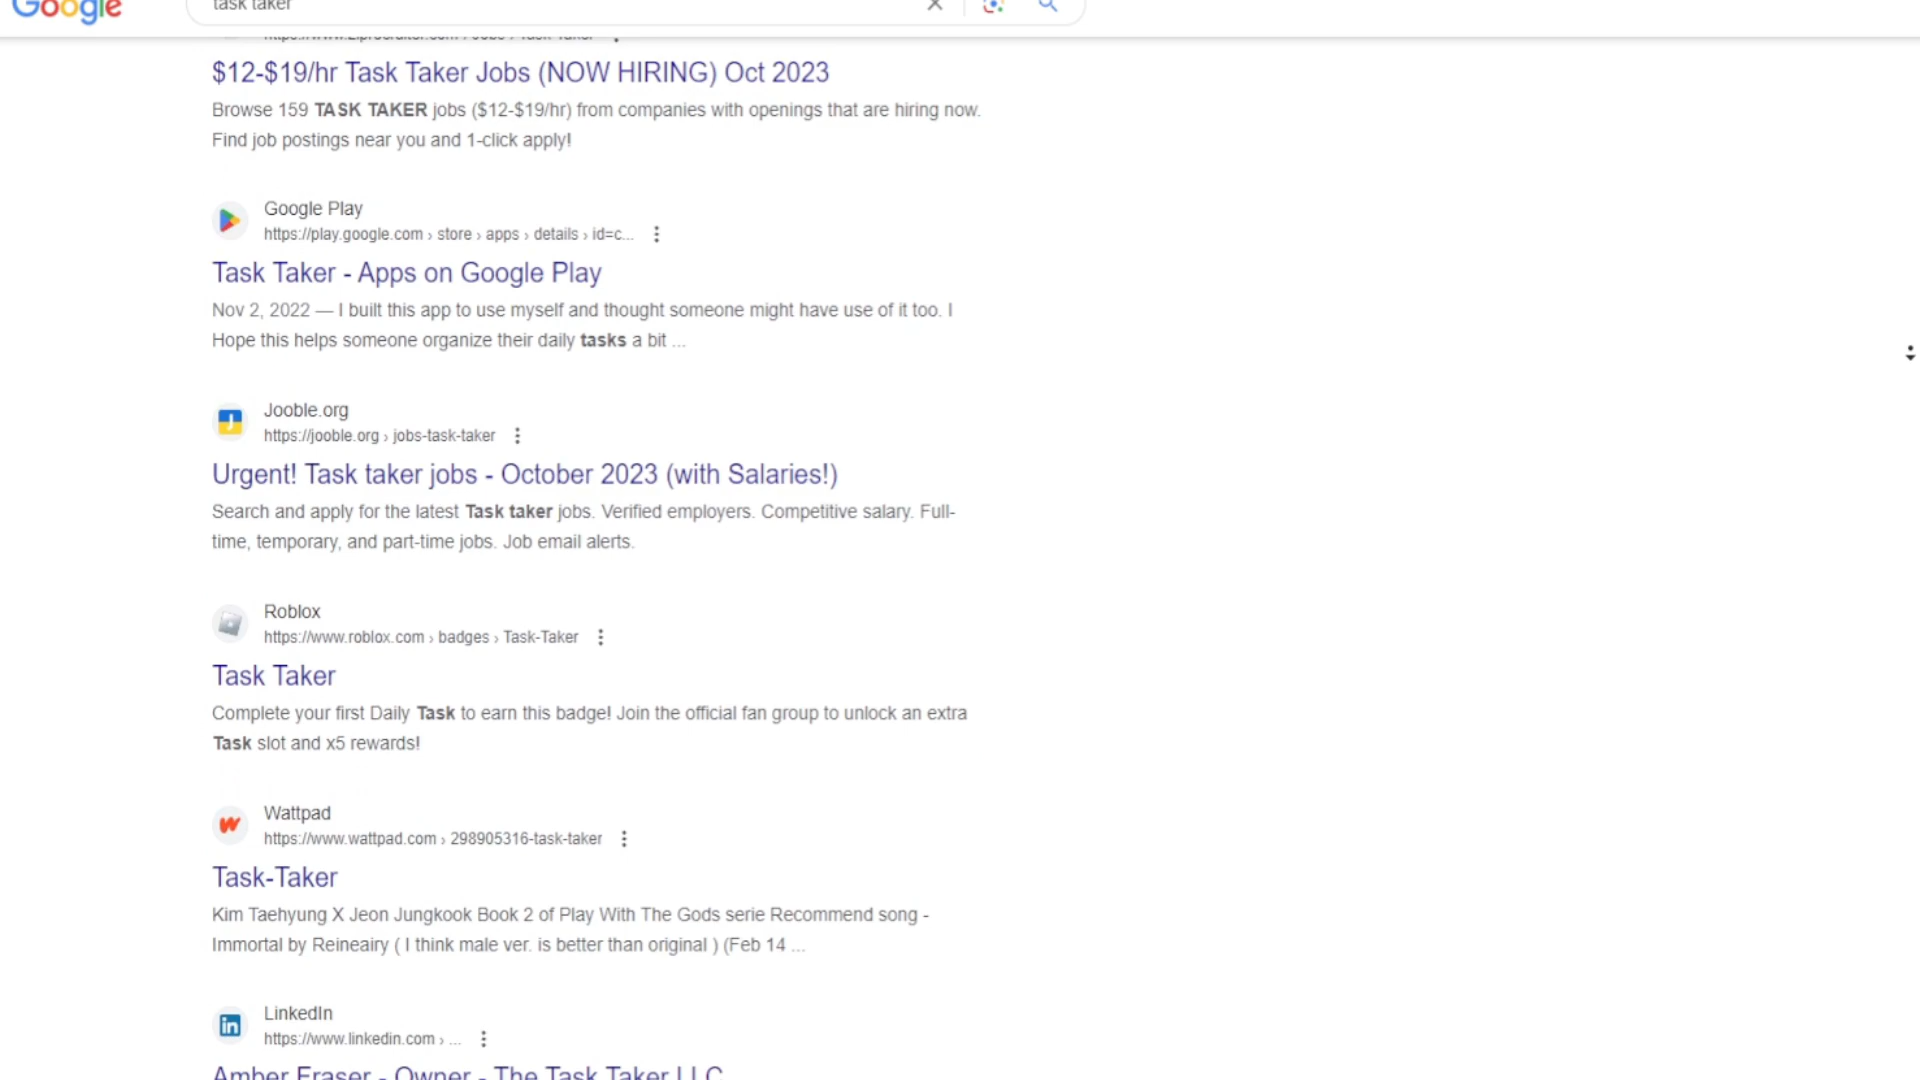 Google
task taker
https://www.ziprecruiter.com › Jobs › Task-Taker
$12-$19/hr Task Taker Jobs (NOW HIRING) Oct 2023
Browse 159 TASK TAKER jobs ($12-$19/hr) from companies with openings that are hiring now.
Find job postings near you and 1-click apply!
Google Play
https://play.google.com › store › apps › details › id=c...
Task Taker - Apps on Google Play
Nov 2, 2022 — I built this app to use myself and thought someone might have use of it too. I
Hope this helps someone organize their daily tasks a bit ...
Jooble.org
https://jooble.org › jobs-task-taker
Urgent! Task taker jobs - October 2023 (with Salaries!)
Search and apply for the latest Task taker jobs. Verified employers. Competitive salary. Full-
time, temporary, and part-time jobs. Job email alerts.
Roblox
https://www.roblox.com › badges › Task-Taker
Task Taker
Complete your first Daily Task to earn this badge! Join the official fan group to unlock an extra
Task slot and x5 rewards!
Wattpad
https://www.wattpad.com › 298905316-task-taker
Task-Taker
Kim Taehyung X Jeon Jungkook Book 2 of Play With The Gods serie Recommend song -
Immortal by Reineairy ( I think male ver. is better than original ) (Feb 14 ...
LinkedIn
https://www.linkedin.com › ...
Amber Fraser - Owner - The Task Taker LLC